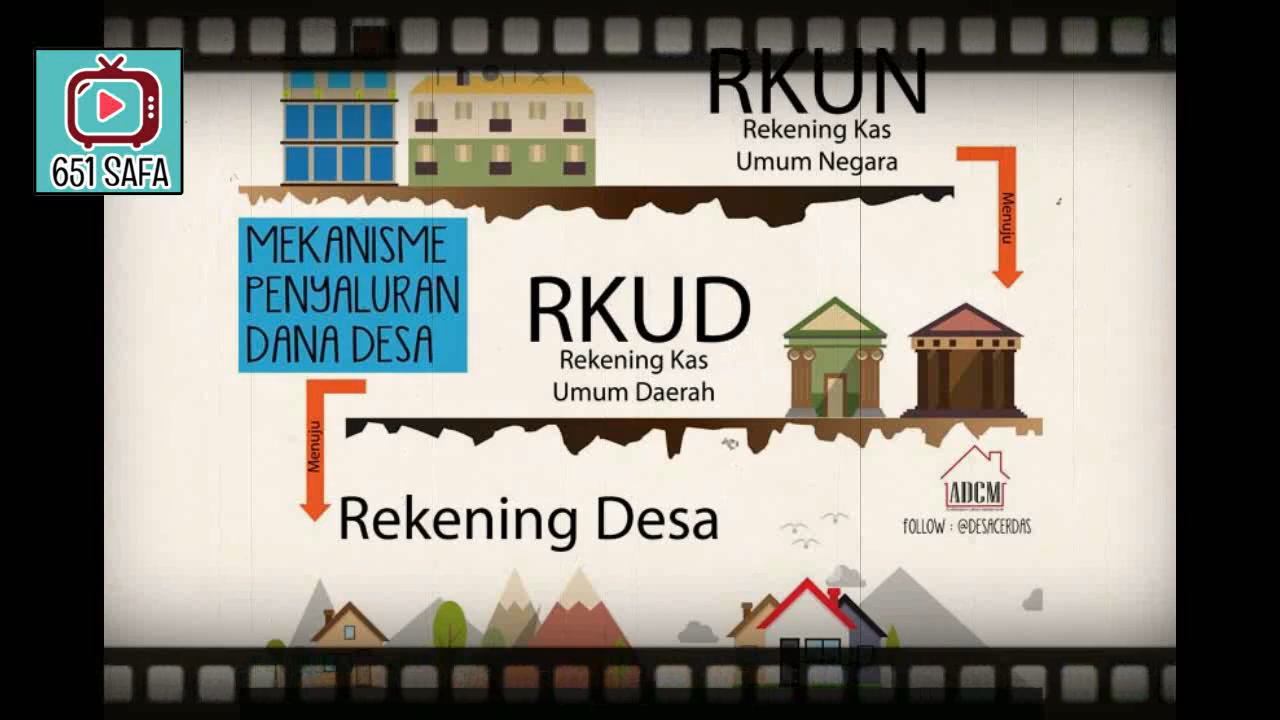 651 SAFA
RKUN
Rekening Kas
Umum Negara
Menuju
MEKANISME
PENYALURAN
DANA DESA
RKUD
Rekening Kas
Umum Daerah
Menuju
Rekening Desa
ADCM
FOLLOW : @DESACERDAS